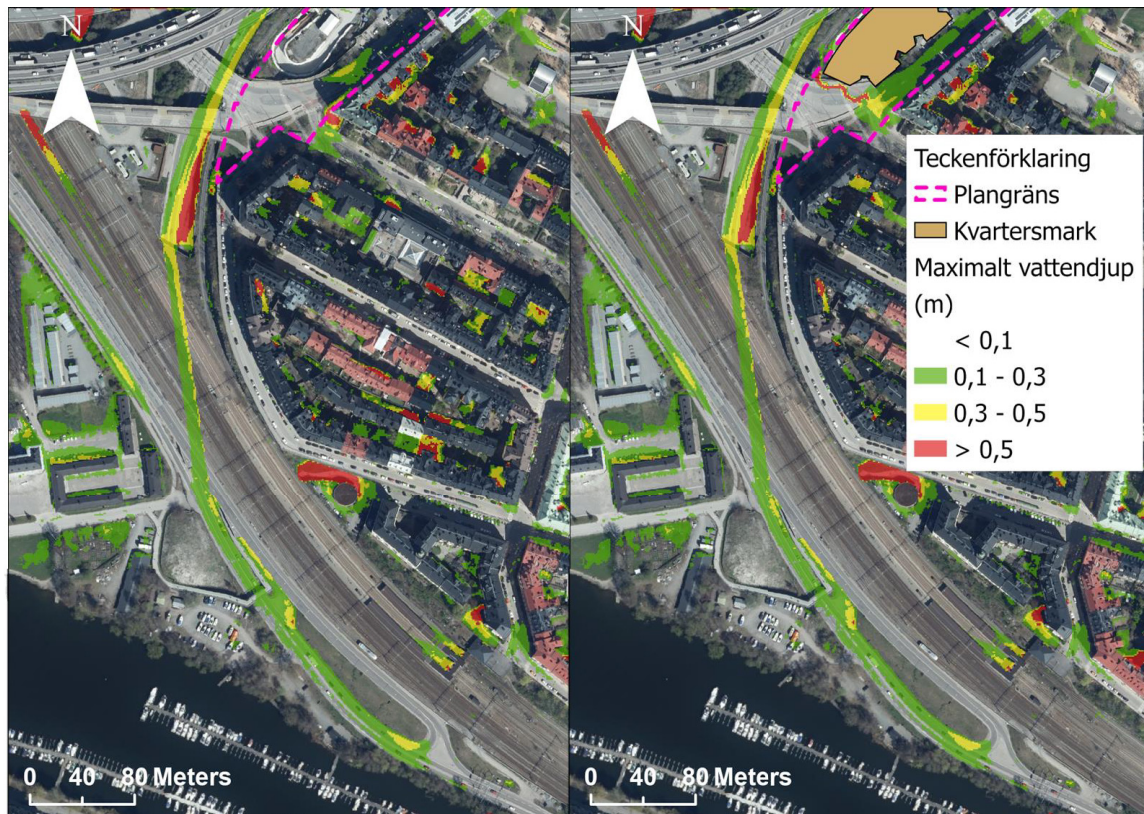 N
N
Teckenförklaring
Plangräns
Kvartersmark
Maximalt vattendjup
(m)
< 0,1
0,1 - 0,3
0,3 - 0,5
> 0,5
0 40 80 Meters
0 40 80 Meters